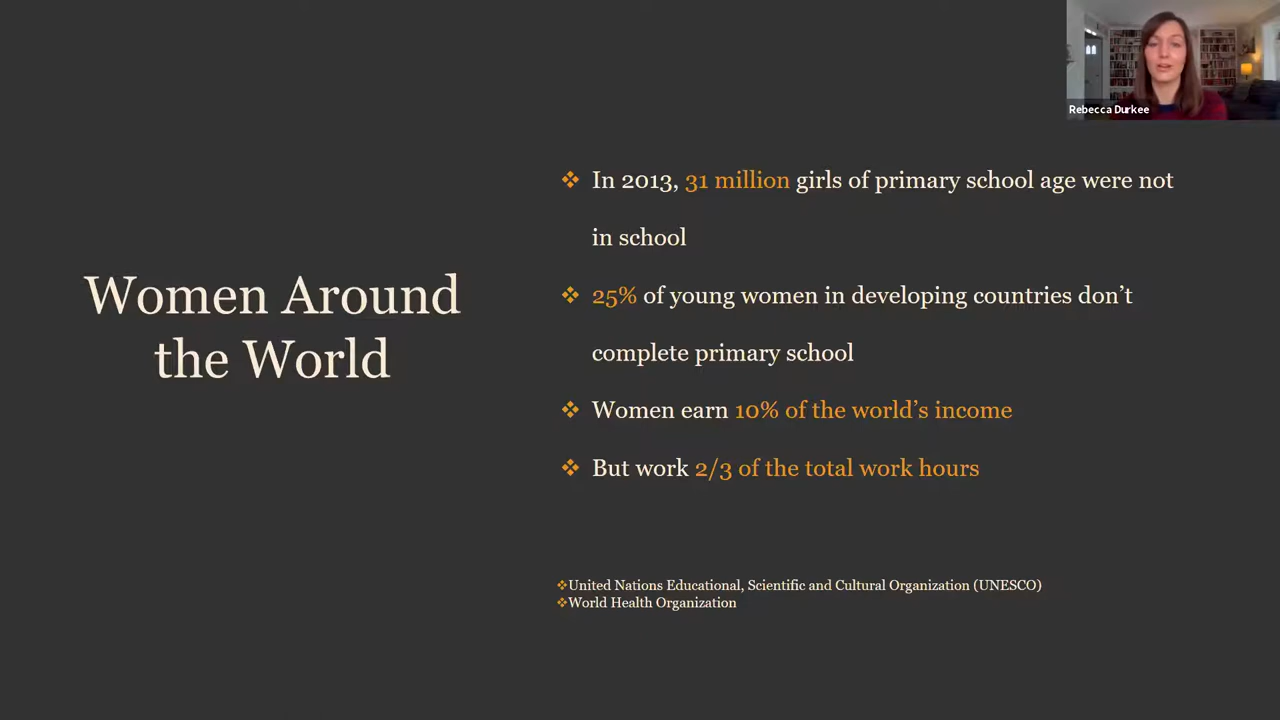 Rebecca Durkee
Women Around
the World
❖ In 2013, 31 million girls of primary school age were not
in school
❖ 25% of young women in developing countries don’t
complete primary school
❖ Women earn 10% of the world’s income
❖ But work 2/3 of the total work hours
❖United Nations Educational, Scientific and Cultural Organization (UNESCO)
❖World Health Organization